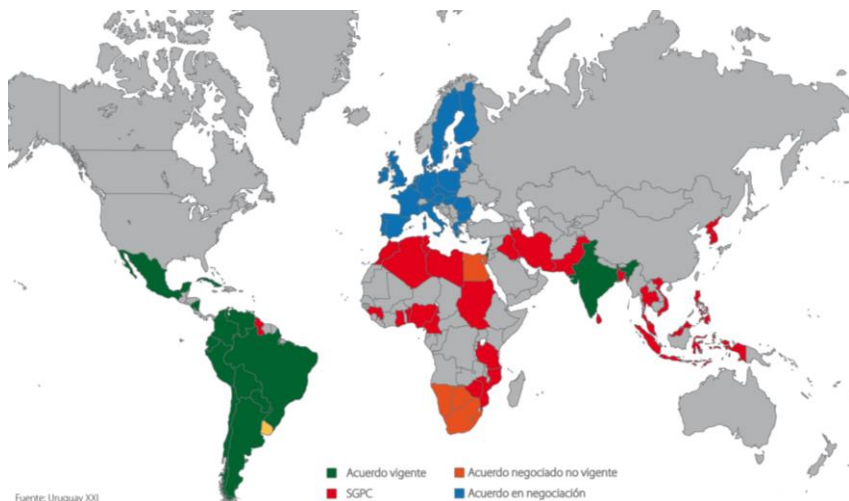 Acuerdo vigente
SGPC
Acuerdo negociado no vigente
Acuerdo en negociación
Fuente: Uruguay XXI